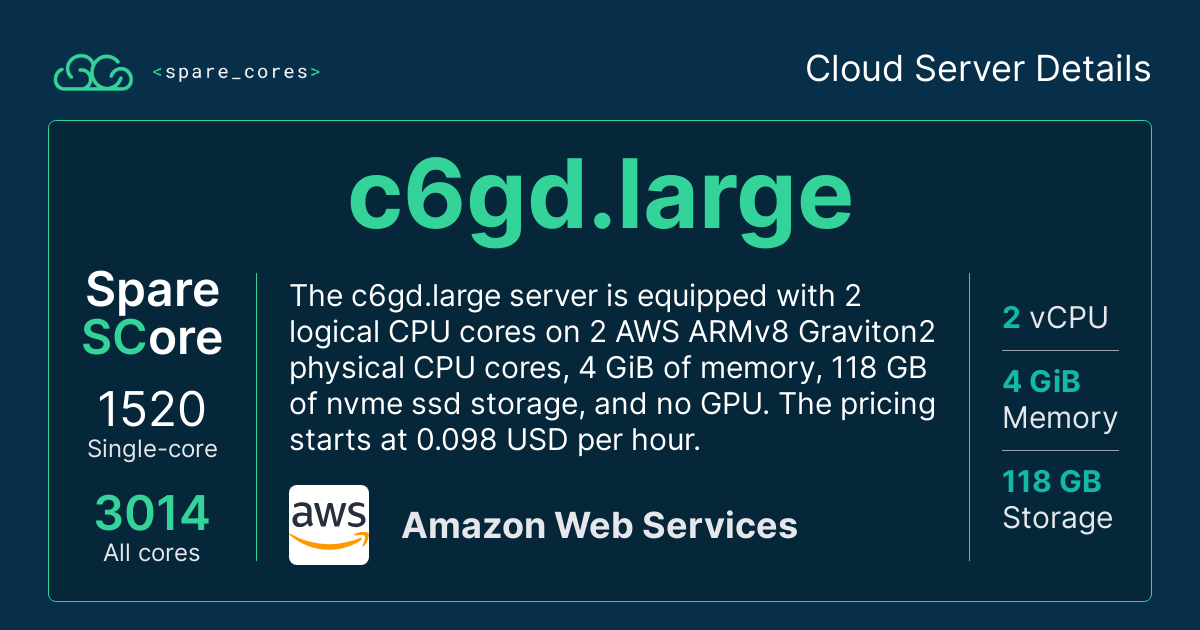 <spare_cores>
Cloud Server Details
c6gd.large
Spare
SCore
1520
Single-core
3014
All cores
The c6gd.large server is equipped with 2
logical CPU cores on 2 AWS ARMv8 Graviton2
physical CPU cores, 4 GiB of memory, 118 GB
of nvme ssd storage, and no GPU. The pricing
starts at 0.098 USD per hour.
aws
Amazon Web Services
2 vCPU
4 GiB
Memory
118 GB
Storage